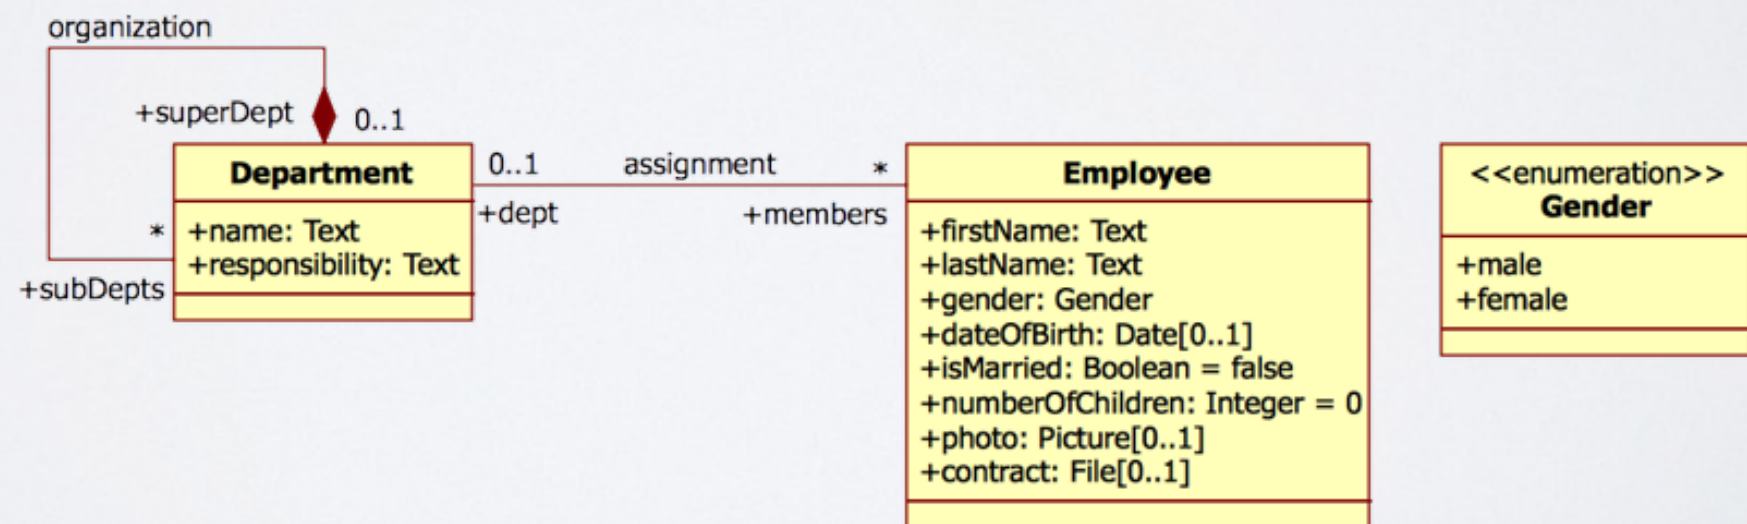 organization
+superDept
0..1
Department
+name: Text
+responsibility: Text
*
+subDepts
0..1
assignment
*
+dept
+members
Employee
+firstName: Text
+lastName: Text
+gender: Gender
+dateOfBirth: Date[0..1]
+isMarried: Boolean = false
+numberOfChildren: Integer = 0
+photo: Picture[0..1]
+contract: File[0..1]
<<enumeration>>
Gender
+male
+female